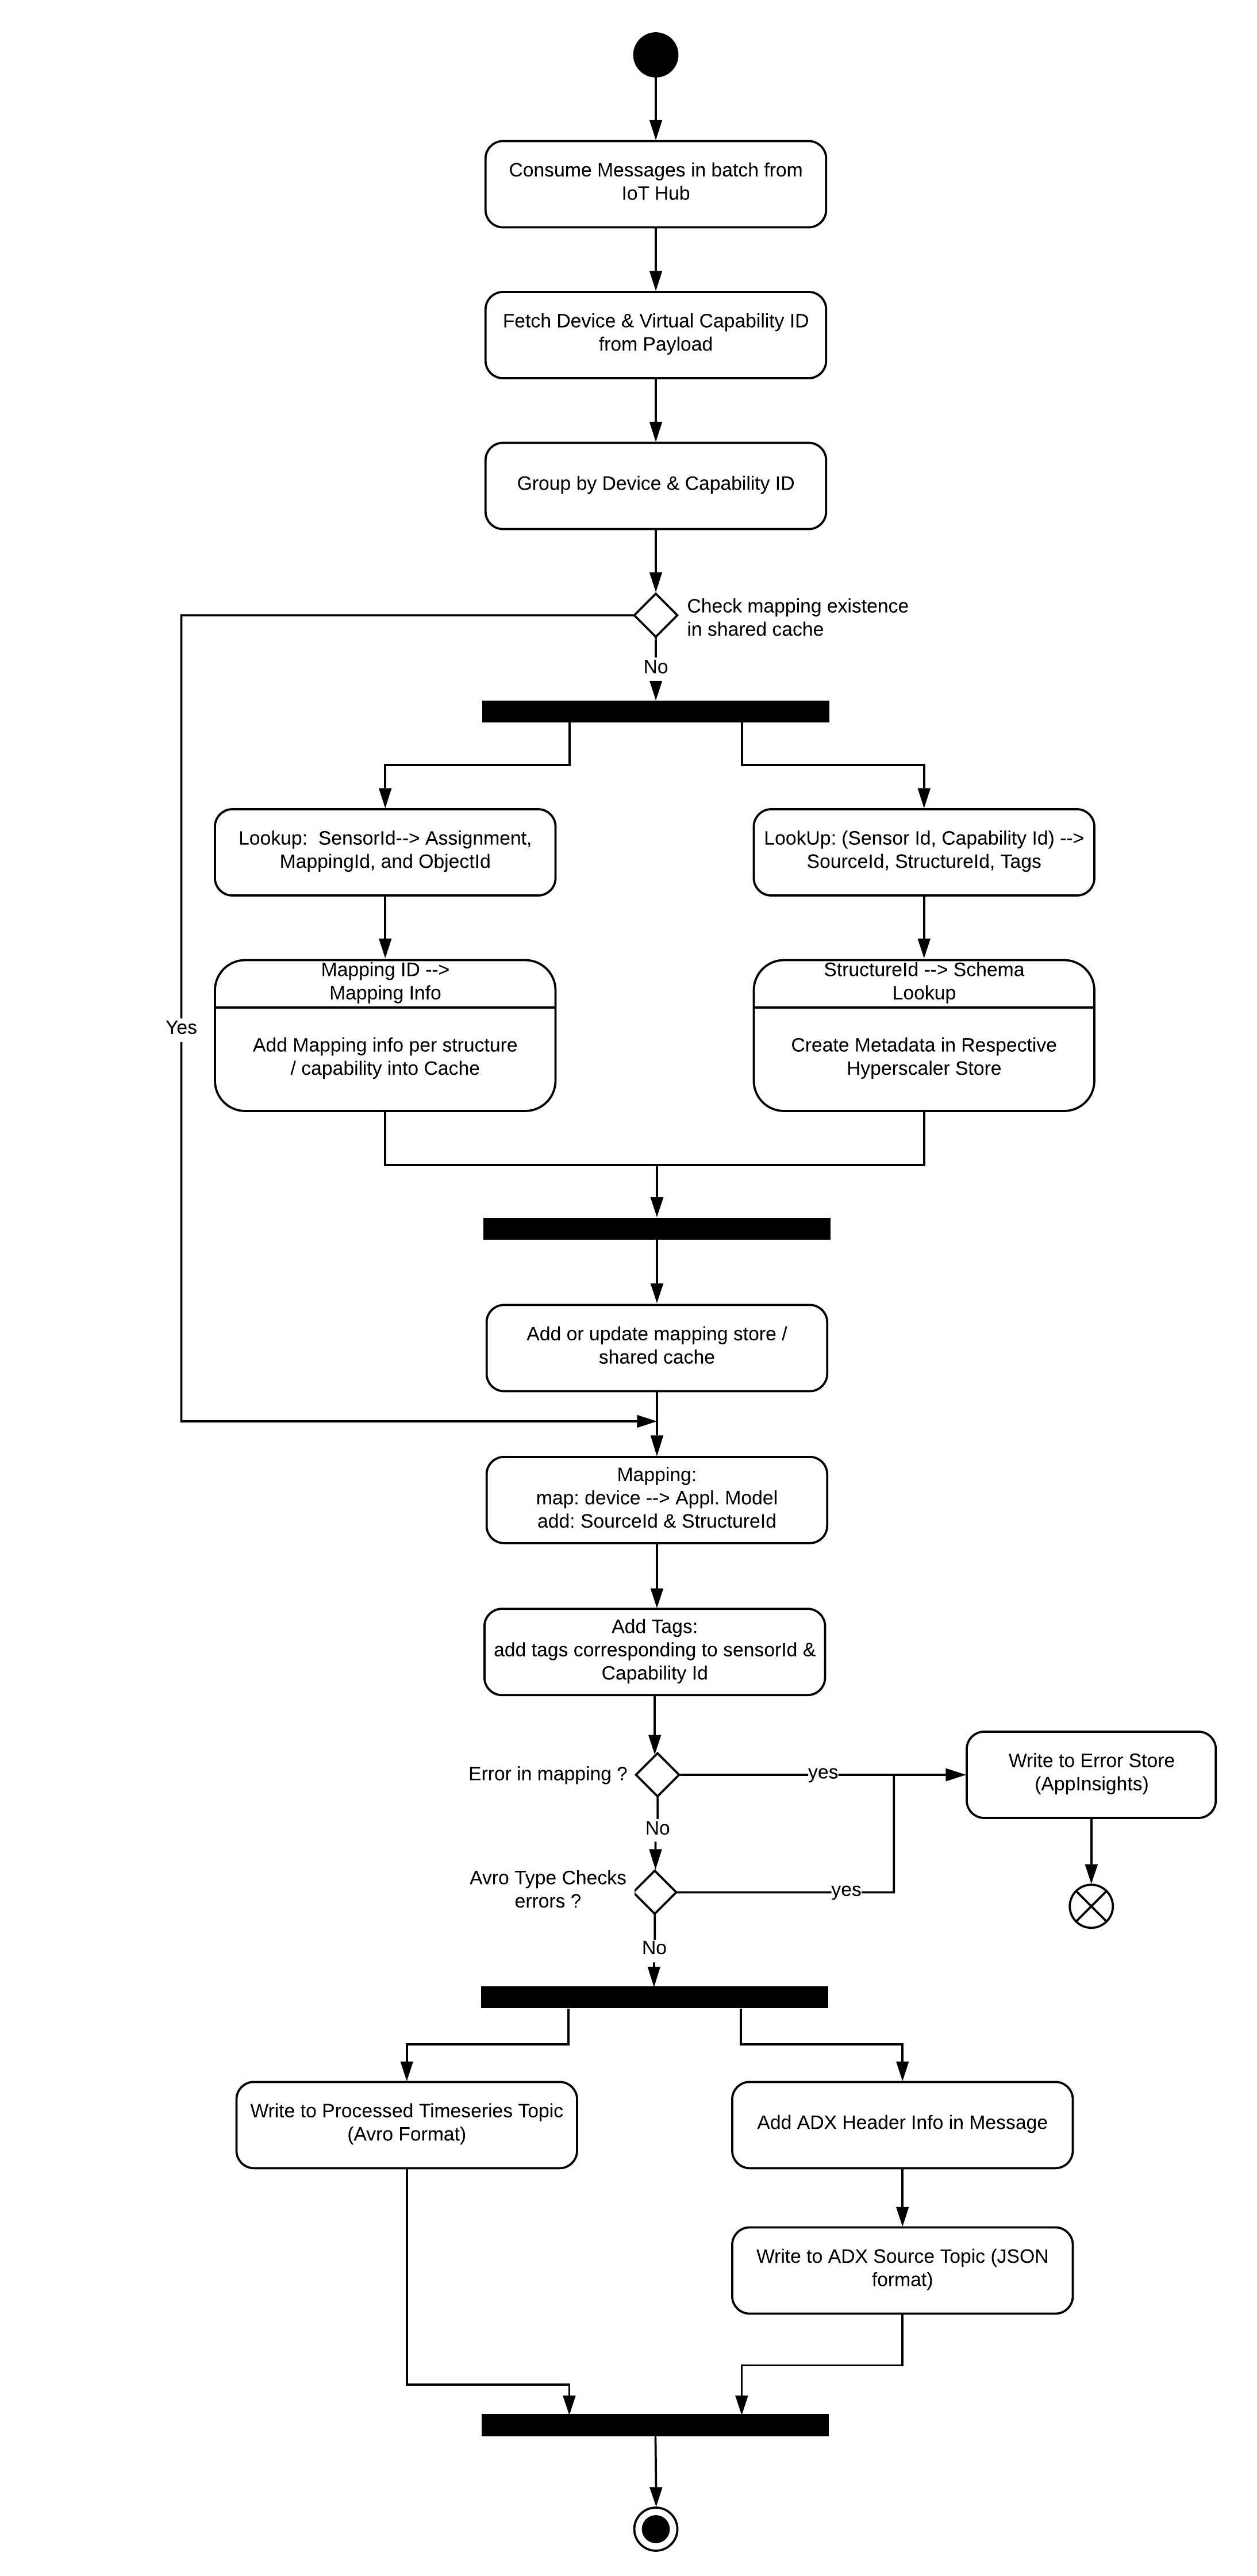 Consume Messages in batch from
IoT Hub
Fetch Device & Virtual Capability ID
from Payload
Group by Device & Capability ID
Check mapping existence
in shared cache
No
Lookup:  SensorId--> Assignment,
MappingId, and ObjectId
LookUp: (Sensor Id, Capability Id) -->
SourceId, StructureId, Tags
Mapping ID -->
Mapping Info
Add Mapping info per structure
/ capability into Cache
StructureId --> Schema
Lookup
Create Metadata in Respective
Hyperscaler Store
Yes
Add or update mapping store /
shared cache
Mapping:
map: device --> Appl. Model
add: SourceId & StructureId
Add Tags:
add tags corresponding to sensorId &
Capability Id
Error in mapping ?
yes
Write to Error Store
(AppInsights)
No
Avro Type Checks
errors ?
yes
No
Write to Processed Timeseries Topic
(Avro Format)
Add ADX Header Info in Message
Write to ADX Source Topic (JSON
format)